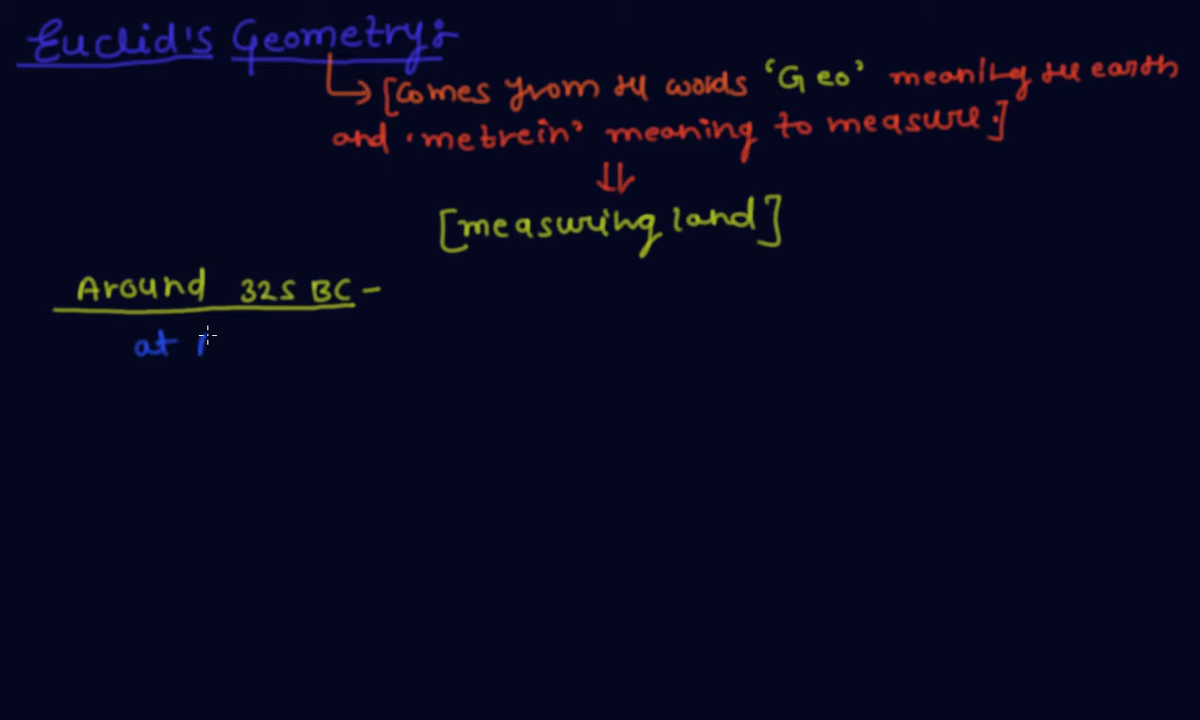 Euclid's Geometry:
[Comes from the words 'Geo' meaning the earth
and 'metrein' meaning to measure.]
[measuring land]
Around 325 BC -
at